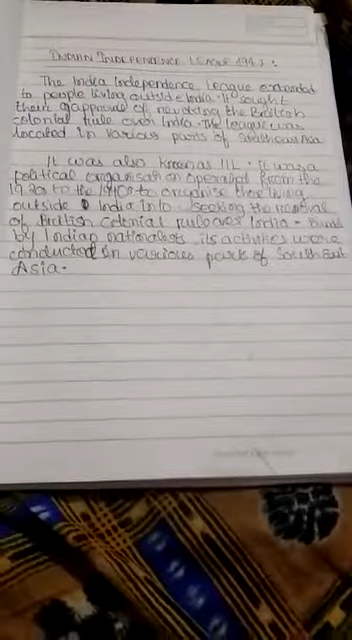 INDIAN INDEPENDENCE LEAGUE 1947:
The India Independence League extended
to people living outside India. It sought
their approval of revoking the British
colonial rule over India. The league was
located in various parts of Southeast Asia
It was also known as IIL. It was a
political organisation operated from the
1920s to the 1940s to organise those living
outside India into seeking the removal
of British colonial rule over India.
by Indian nationalists, its activities were
conducted in various parts of South East
Asia.